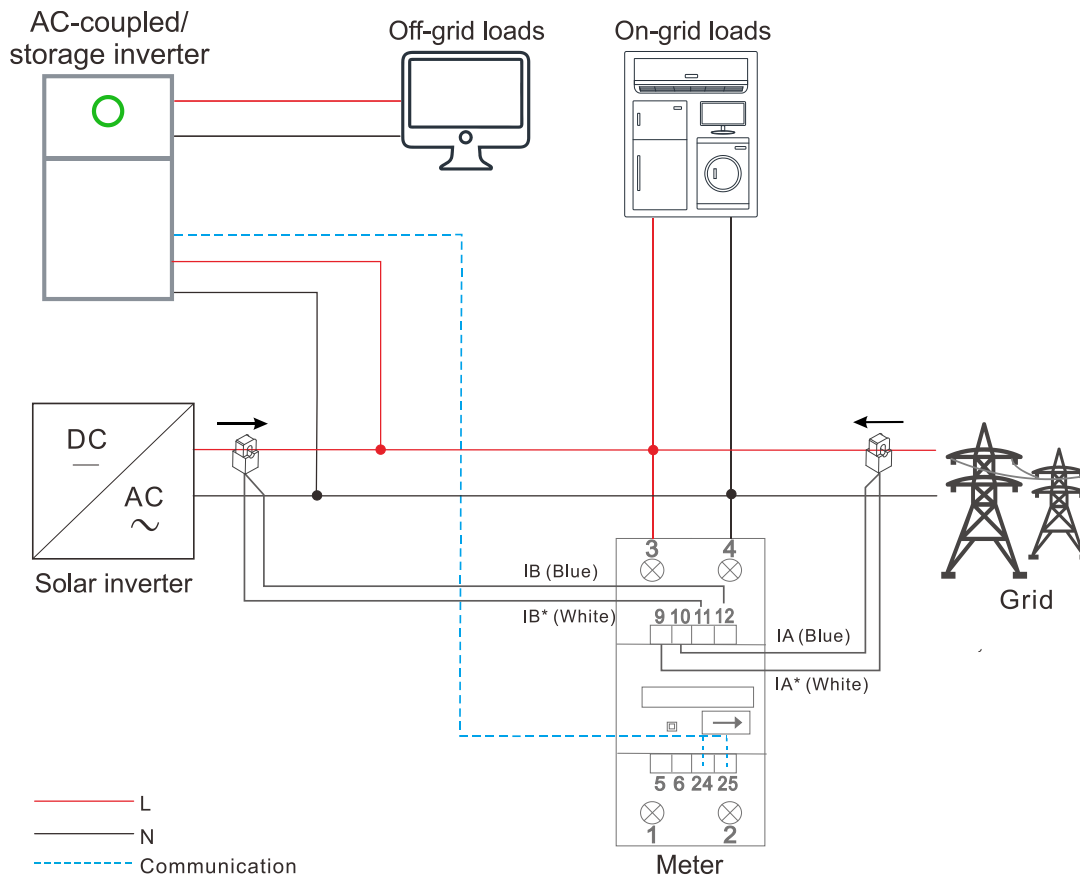 AC-coupled/
storage inverter
Off-grid loads
On-grid loads
DC
AC
Solar inverter
Grid
3 4
IB (Blue)
IB* (White)
9 10 11 12
IA (Blue)
IA* (White)
5 6 24 25
1 2
Meter
L
N
Communication